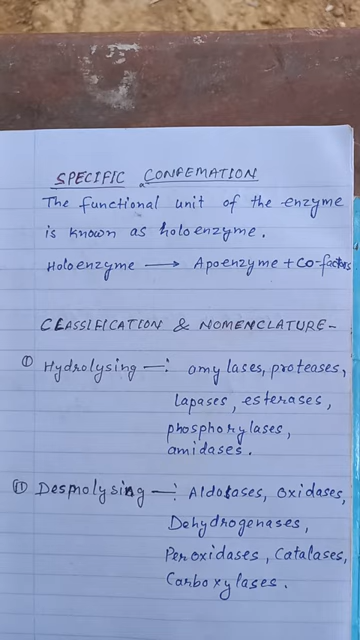 SPECIFIC CONFEMATION
The functional unit of the enzyme
is known as holoenzyme.
Holoenzyme → Apoenzyme + Co-factors
CLASSIFICATION & NOMENCLATURE-
(I) Hydrolysing —: amylases, proteases,
lapases, esterases,
phosphorylases,
amidases.
(II) Desmolysing —: Aldolases, oxidases,
Dehydrogenases,
Peroxidases, Catalases,
Carboxylases.